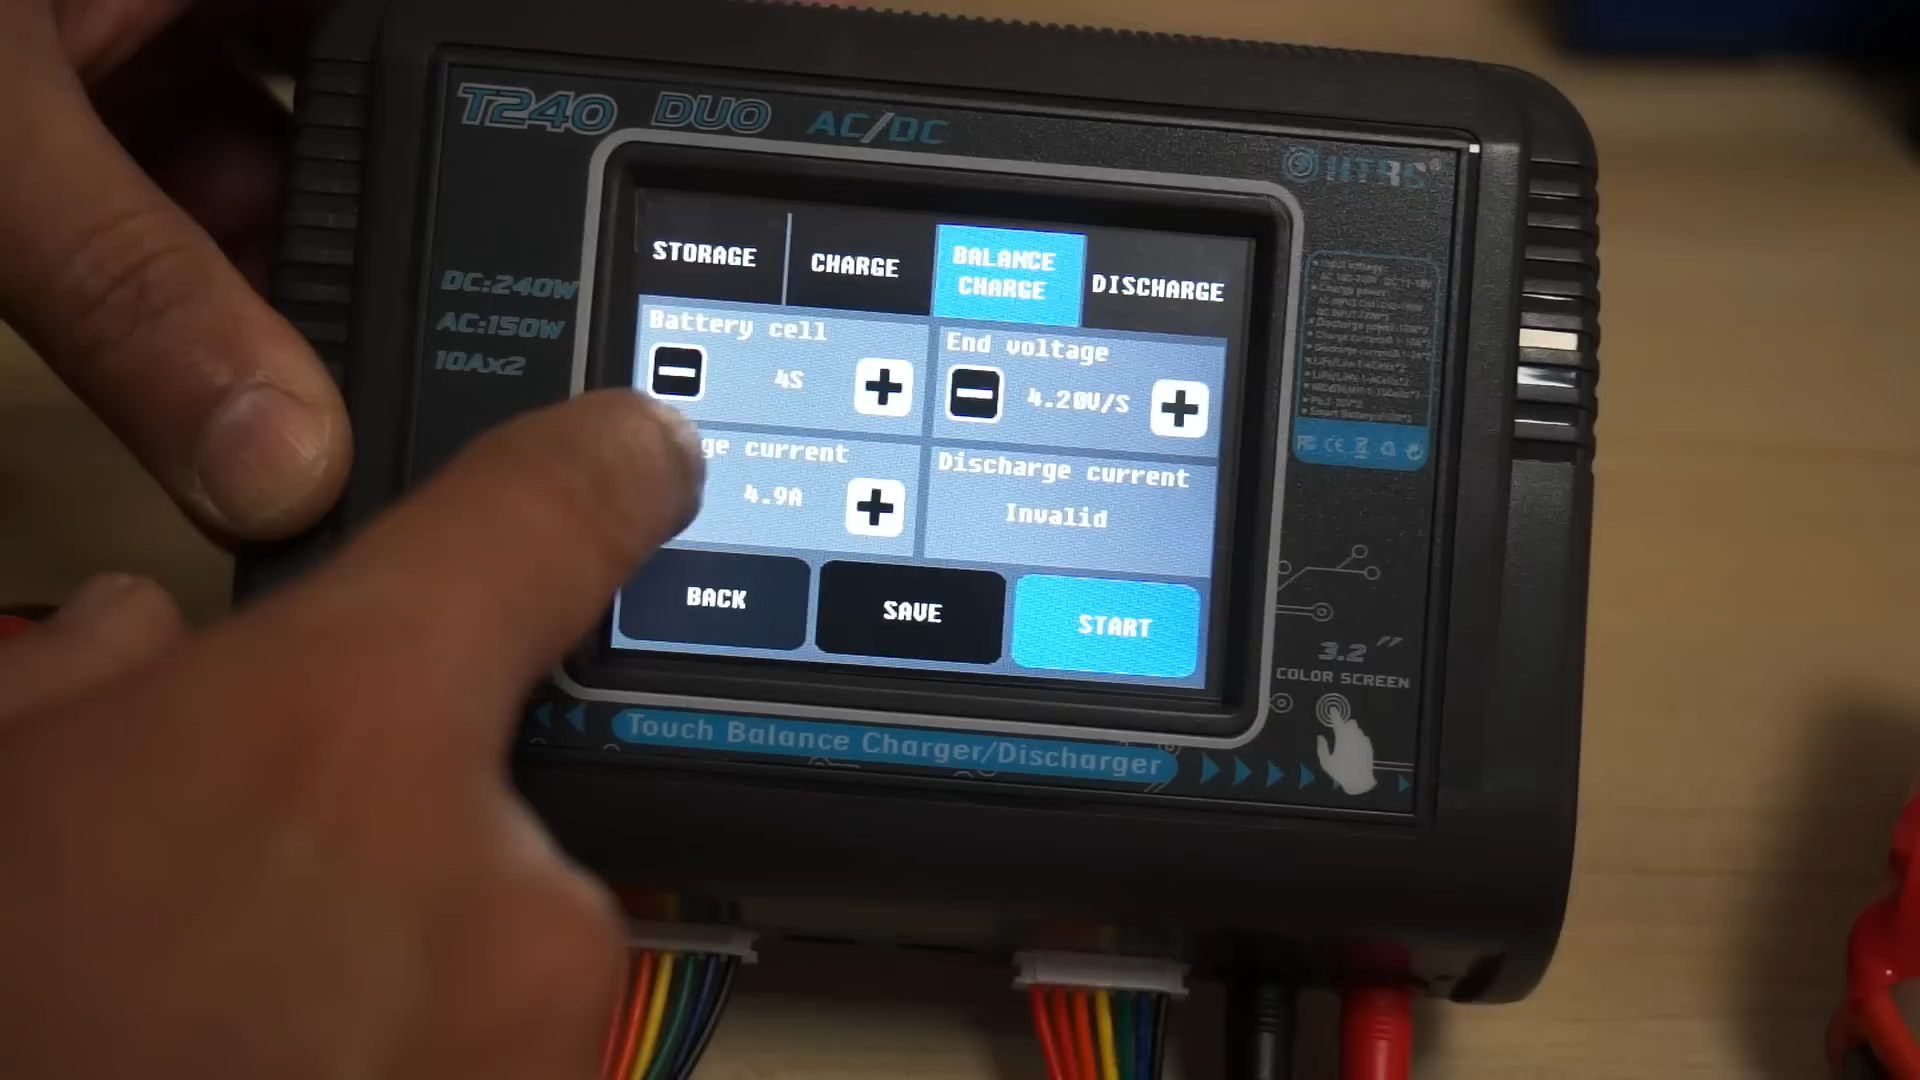 T240 DUO AC/DC
HTRC
DC:240W
AC:150W
10Ax2
STORAGE
CHARGE
BALANCE
CHARGE
DISCHARGE
Battery cell
4S
End voltage
4.20V/S
ge current
4.9A
Discharge current
Invalid
BACK
SAVE
START
3.2"
COLOR SCREEN
Touch Balance Charger/Discharger